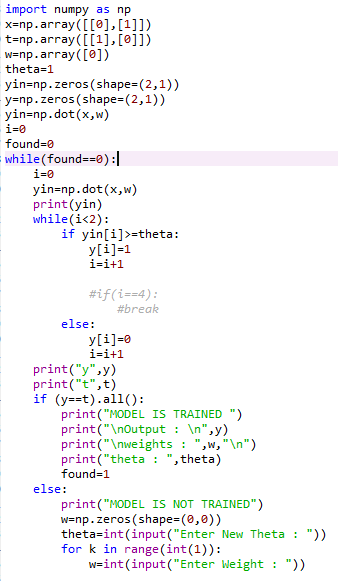 import numpy as np
x=np.array([[0],[1]])
t=np.array([[1],[0]])
w=np.array([0])
theta=1
yin=np.zeros(shape=(2,1))
y=np.zeros(shape=(2,1))
yin=np.dot(x,w)
i=0
found=0
while(found==0):
    i=0
    yin=np.dot(x,w)
    print(yin)
    while(i<2):
        if yin[i]>=theta:
            y[i]=1
            i=i+1
            #if(i==4):
                #break
        else:
            y[i]=0
            i=i+1
    print("y",y)
    print("t",t)
    if (y==t).all():
        print("MODEL IS TRAINED ")
        print("\nOutput : \n",y)
        print("\nweights : ",w,"\n")
        print("theta : ",theta)
        found=1
    else:
        print("MODEL IS NOT TRAINED")
        w=np.zeros(shape=(0,0))
        theta=int(input("Enter New Theta : "))
        for k in range(int(1)):
            w=int(input("Enter Weight : "))